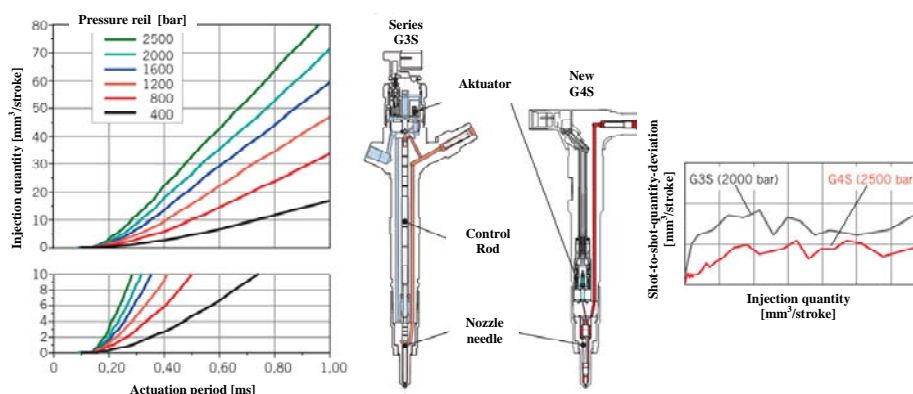 Pressure reil [bar]
2500
2000
1600
1200
800
400
Injection quantity [mm³/stroke]
80
70
60
50
40
30
20
10
0
10
8
6
4
2
0
0 0,20 0,40 0,60 0,80 1,00
Actuation period [ms]
Series
G3S
Aktuator
New
G4S
Control
Rod
Nozzle
needle
Shot-to-shot-quantity-deviation
[mm³/stroke]
G3S (2000 bar)
G4S (2500 bar
Injection quantity
[mm³/stroke]